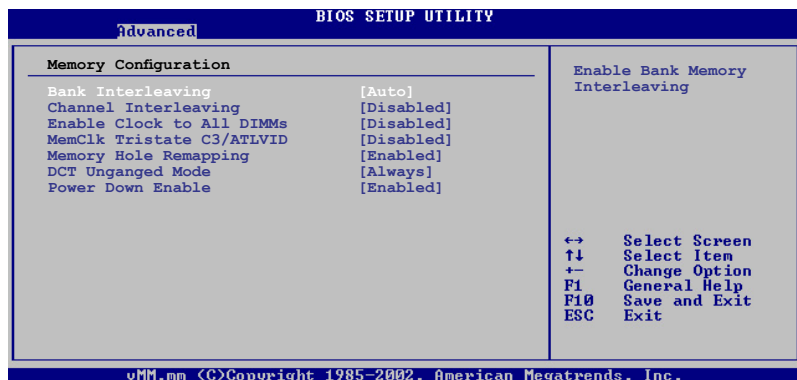 BIOS SETUP UTILITY
Advanced
Memory Configuration
Bank Interleaving [Auto]
Channel Interleaving [Disabled]
Enable Clock to All DIMMs [Disabled]
MemClk Tristate C3/ATLVID [Disabled]
Memory Hole Remapping [Enabled]
DCT Unganged Mode [Always]
Power Down Enable [Enabled]
Enable Bank Memory
Interleaving
←→ Select Screen
↑↓ Select Item
+- Change Option
F1 General Help
F10 Save and Exit
ESC Exit
vMM.mm (C)Copyright 1985-2002, American Megatrends, Inc.